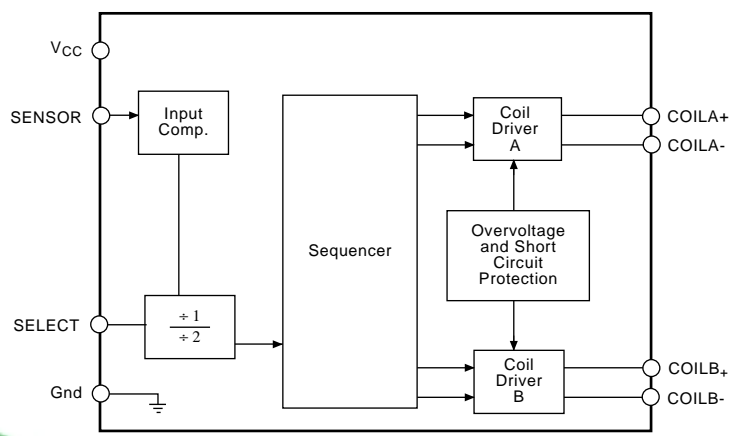 VCC
SENSOR
Input
Comp.
Coil
Driver
A
COILA+
COILA-
Sequencer
Overvoltage
and Short
Circuit
Protection
SELECT
÷ 1
÷ 2
Gnd
Coil
Driver
B
COILB+
COILB-